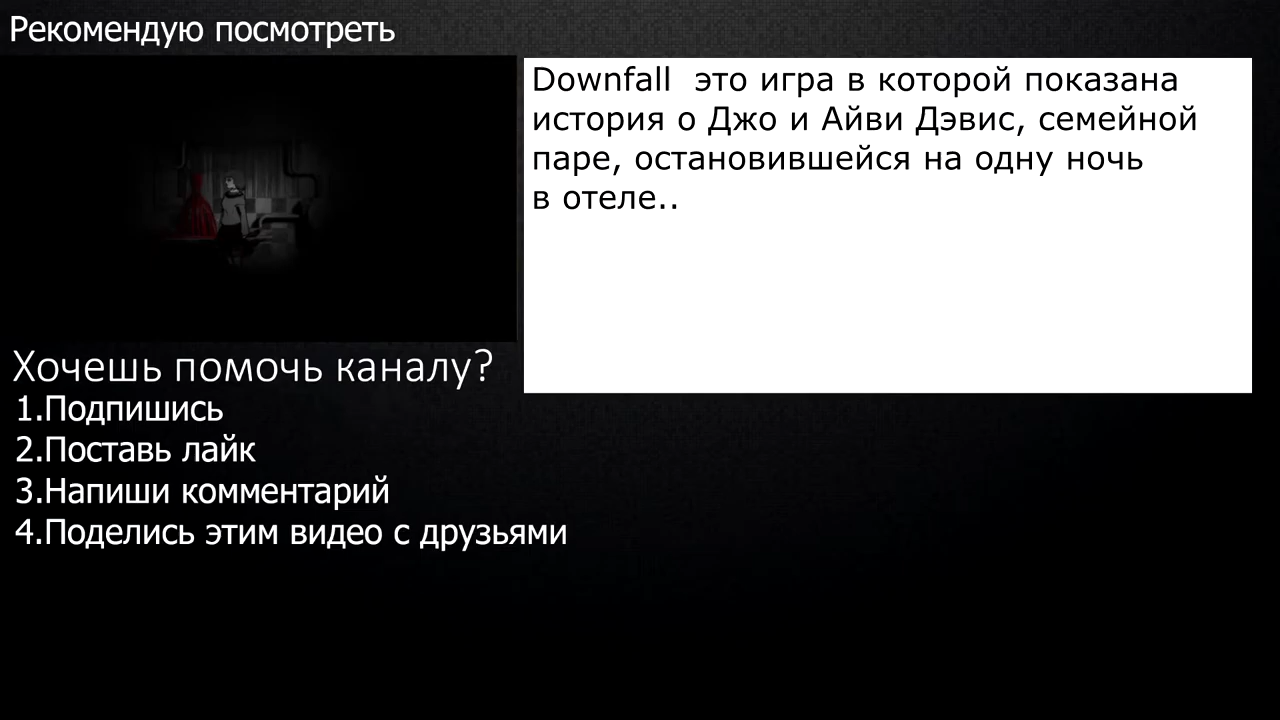 Рекомендую посмотреть
Downfall  это игра в которой показана
история о Джо и Айви Дэвис, семейной
паре, остановившейся на одну ночь
в отеле..
Хочешь помочь каналу?
1.Подпишись
2.Поставь лайк
3.Напиши комментарий
4.Поделись этим видео с друзьями